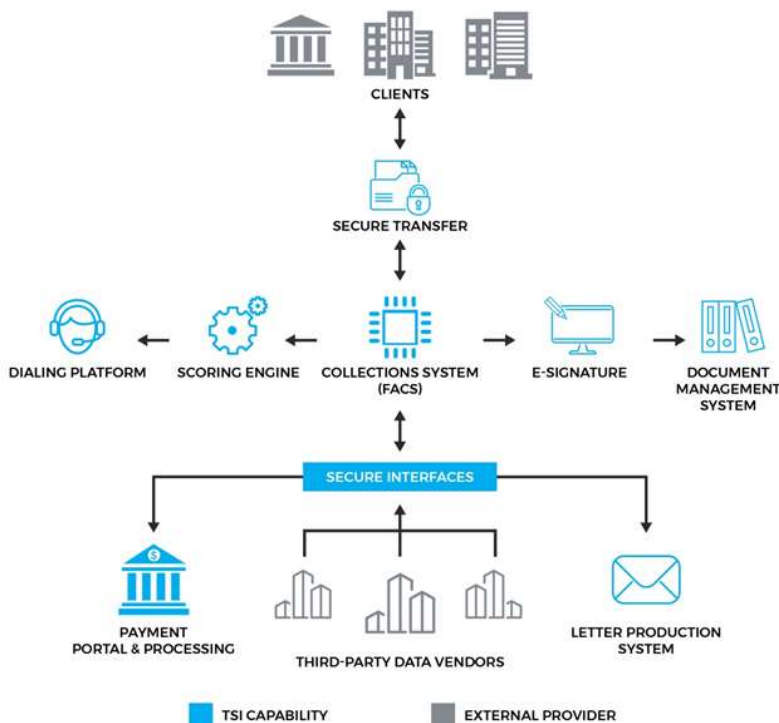 CLIENTS
SECURE TRANSFER
DIALING PLATFORM
SCORING ENGINE
COLLECTIONS SYSTEM
(FACS)
E-SIGNATURE
DOCUMENT
MANAGEMENT
SYSTEM
SECURE INTERFACES
$
PAYMENT
PORTAL & PROCESSING
THIRD-PARTY DATA VENDORS
LETTER PRODUCTION
SYSTEM
TSI CAPABILITY
EXTERNAL PROVIDER